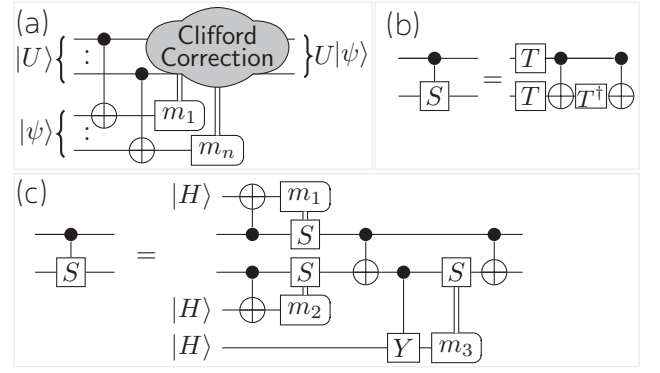 (a)
|U⟩
Clifford
Correction
U|ψ⟩
|ψ⟩
m₁
mₙ
(b)
S
=
T
T
T†
(c)
S
=
|H⟩
m₁
S
S
S
|H⟩
m₂
|H⟩
Y
m₃